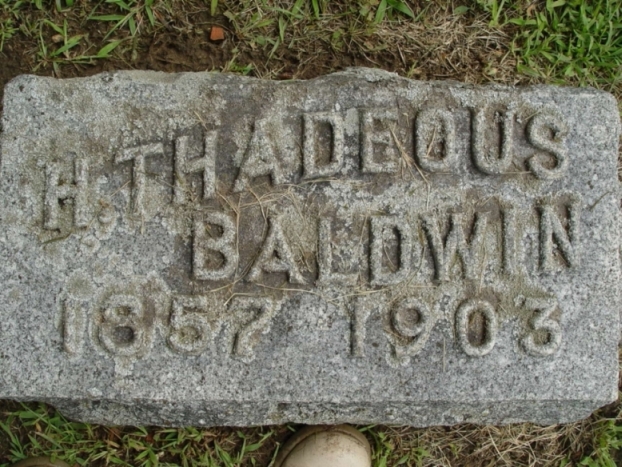 H. THADEOUS
BALDWIN
1857 1903